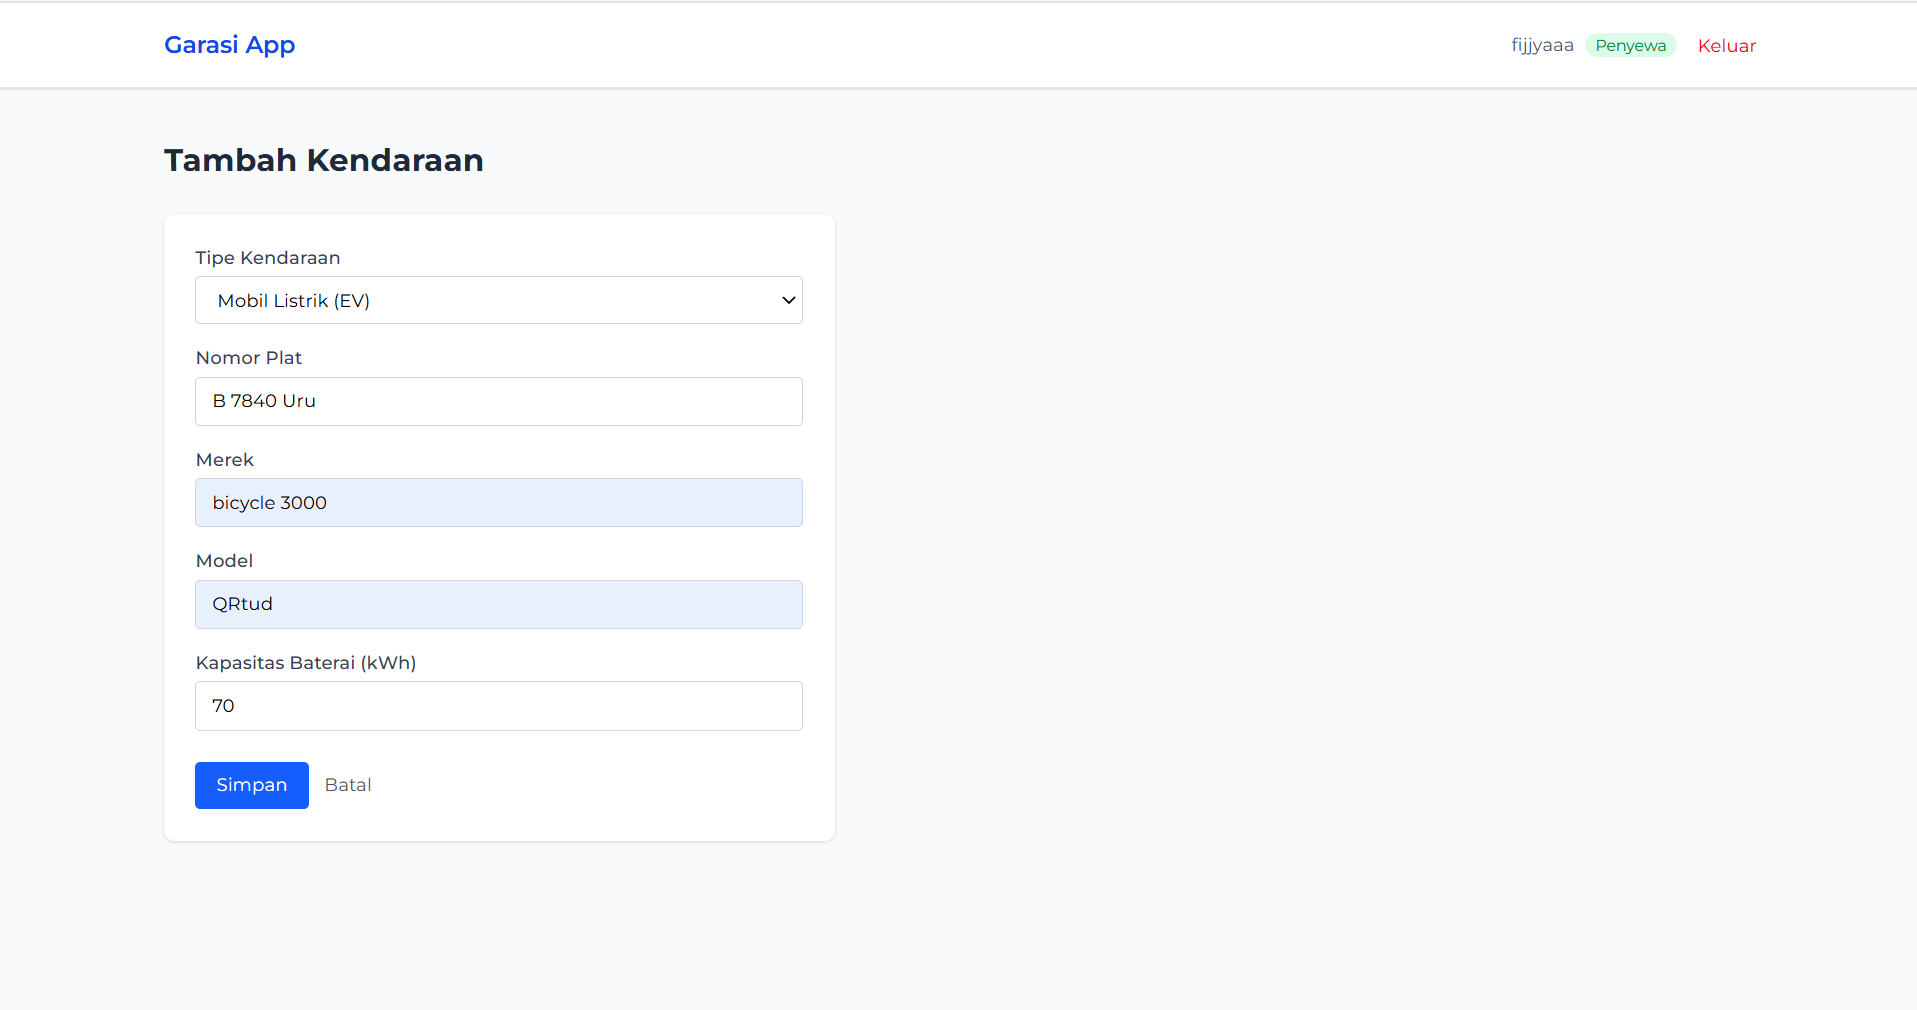 Garasi App
fijjyaaa Penyewa Keluar
Tambah Kendaraan
Tipe Kendaraan
Mobil Listrik (EV)
Nomor Plat
B 7840 Uru
Merek
bicycle 3000
Model
QRtud
Kapasitas Baterai (kWh)
70
Simpan Batal